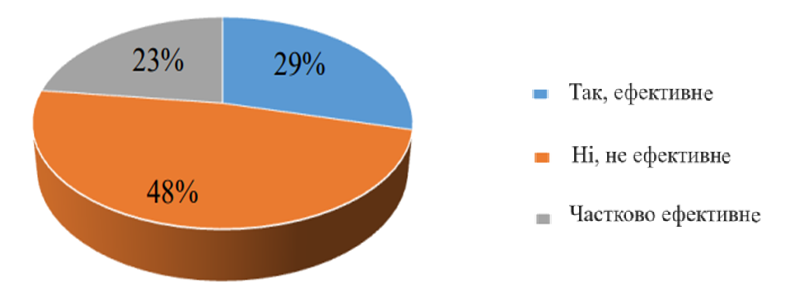 23%
29%
48%
Так, ефективне
Ні, не ефективне
Частково ефективне